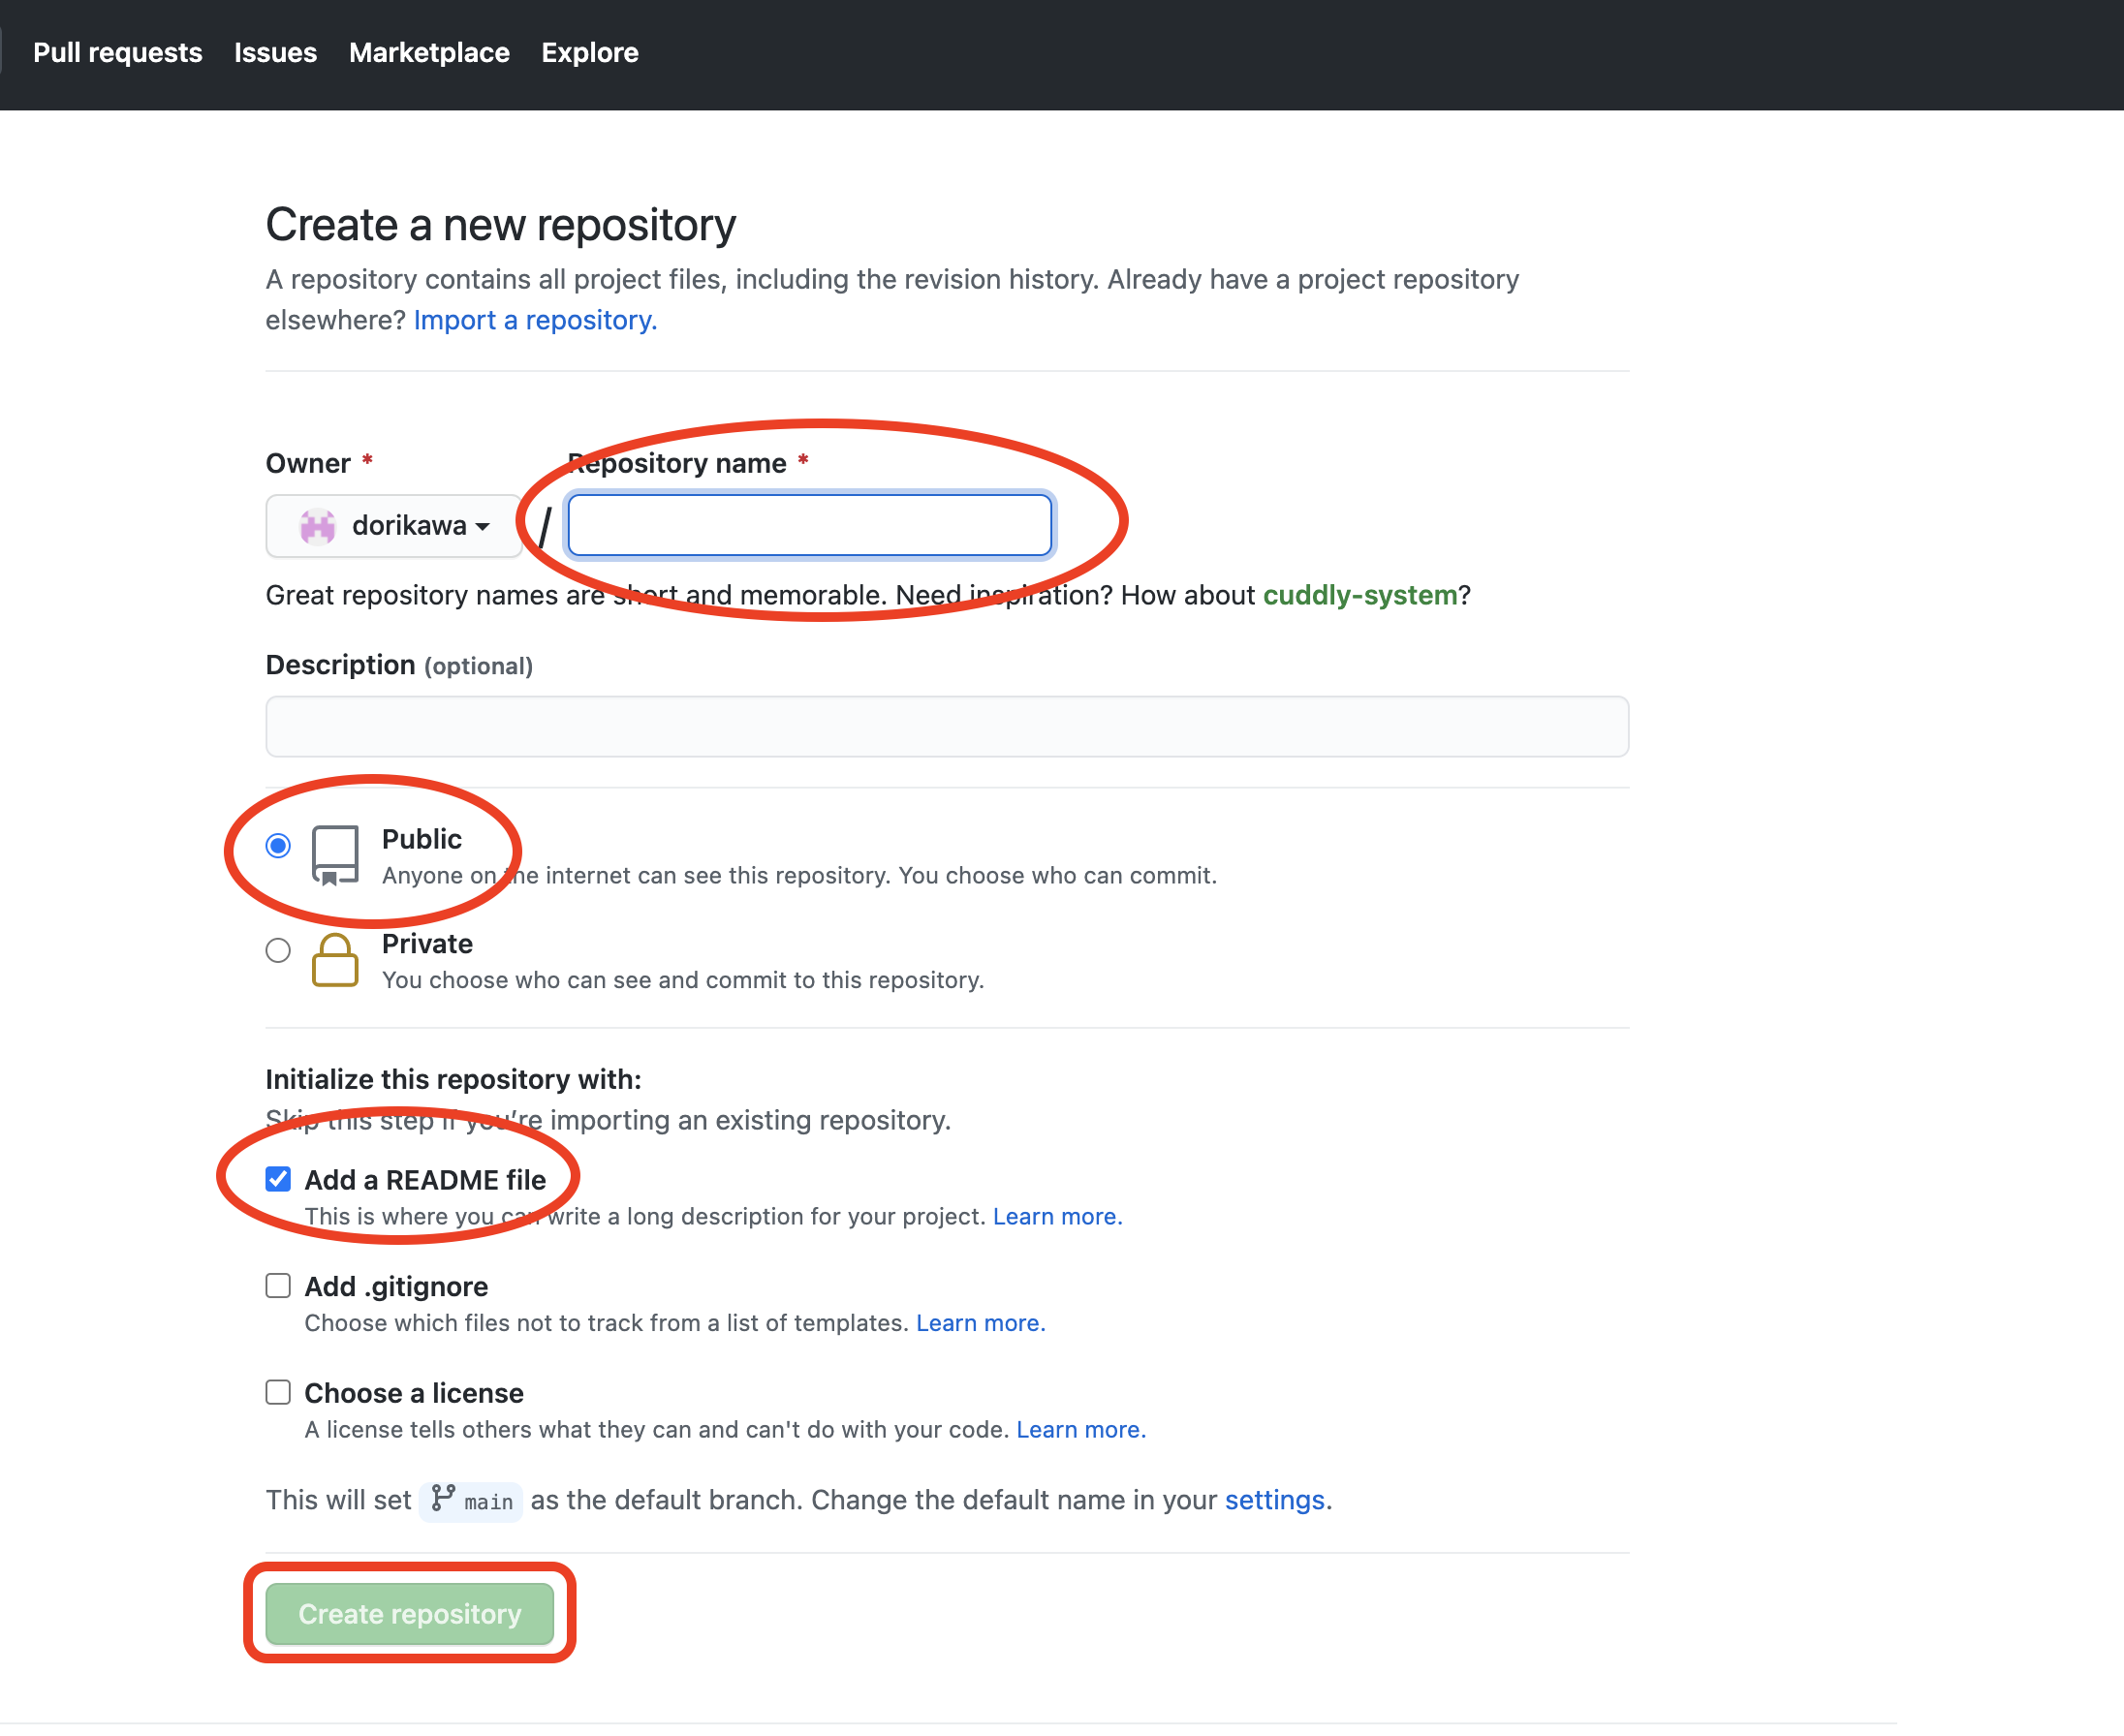 Pull requests Issues Marketplace Explore
Create a new repository
A repository contains all project files, including the revision history. Already have a project repository
elsewhere? Import a repository.
Owner *
Repository name *
dorikawa
/
Great repository names are short and memorable. Need inspiration? How about cuddly-system?
Description (optional)
Public
Anyone on the internet can see this repository. You choose who can commit.
Private
You choose who can see and commit to this repository.
Initialize this repository with:
Skip this step if you're importing an existing repository.
Add a README file
This is where you can write a long description for your project. Learn more.
Add .gitignore
Choose which files not to track from a list of templates. Learn more.
Choose a license
A license tells others what they can and can't do with your code. Learn more.
This will set main as the default branch. Change the default name in your settings.
Create repository